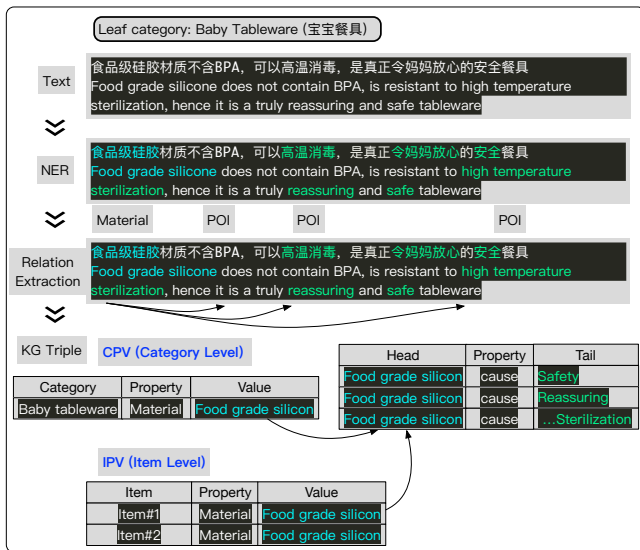 Leaf category: Baby Tableware (宝宝餐具)
Text
食品级硅胶材质不含BPA，可以高温消毒，是真正令妈妈放心的安全餐具
Food grade silicone does not contain BPA, is resistant to high temperature
sterilization, hence it is a truly reassuring and safe tableware
NER
食品级硅胶材质不含BPA，可以高温消毒，是真正令妈妈放心的安全餐具
Food grade silicone does not contain BPA, is resistant to high temperature
sterilization, hence it is a truly reassuring and safe tableware
Material POI POI POI
Relation
Extraction
食品级硅胶材质不含BPA，可以高温消毒，是真正令妈妈放心的安全餐具
Food grade silicone does not contain BPA, is resistant to high temperature
sterilization, hence it is a truly reassuring and safe tableware
KG Triple
CPV (Category Level)
Category Property Value
Baby tableware Material Food grade silicon
Head Property Tail
Food grade silicon cause Safety
Food grade silicon cause Reassuring
Food grade silicon cause ...Sterilization
IPV (Item Level)
Item Property Value
Item#1 Material Food grade silicon
Item#2 Material Food grade silicon